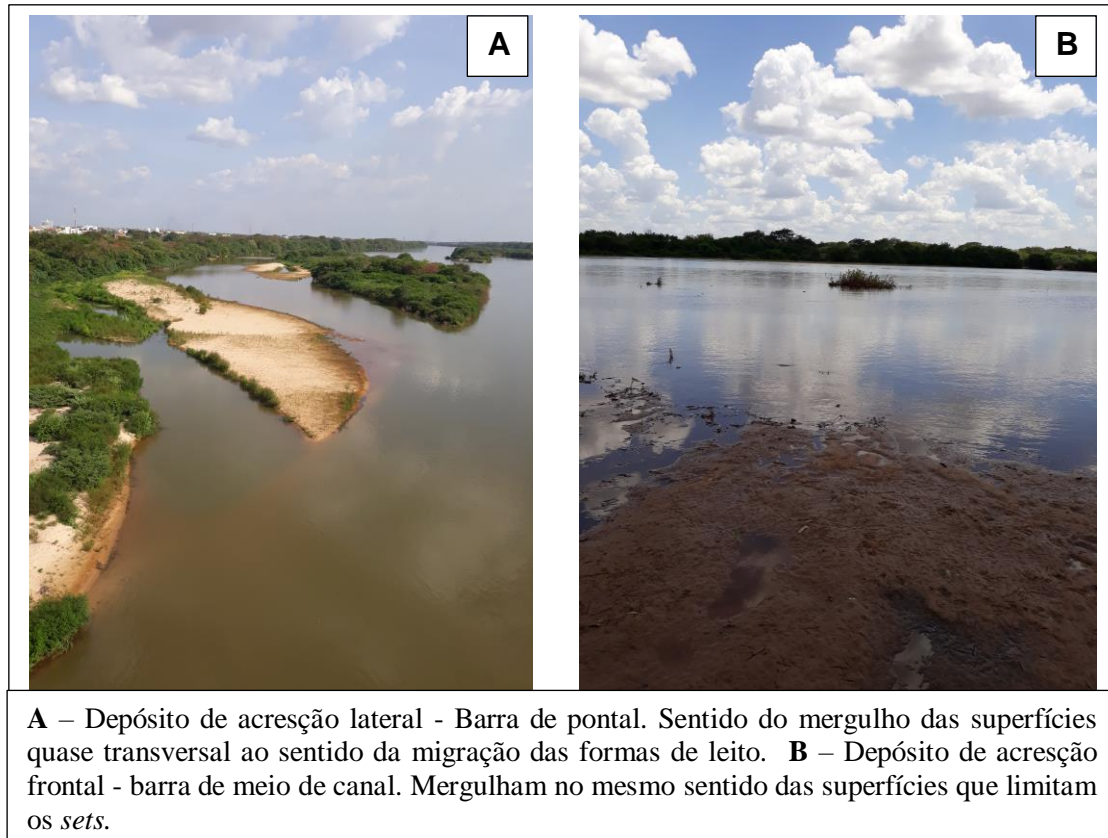 A
B
A – Depósito de acresção lateral - Barra de pontal. Sentido do mergulho das superfícies
quase transversal ao sentido da migração das formas de leito. B – Depósito de acresção
frontal - barra de meio de canal. Mergulham no mesmo sentido das superfícies que limitam
os sets.